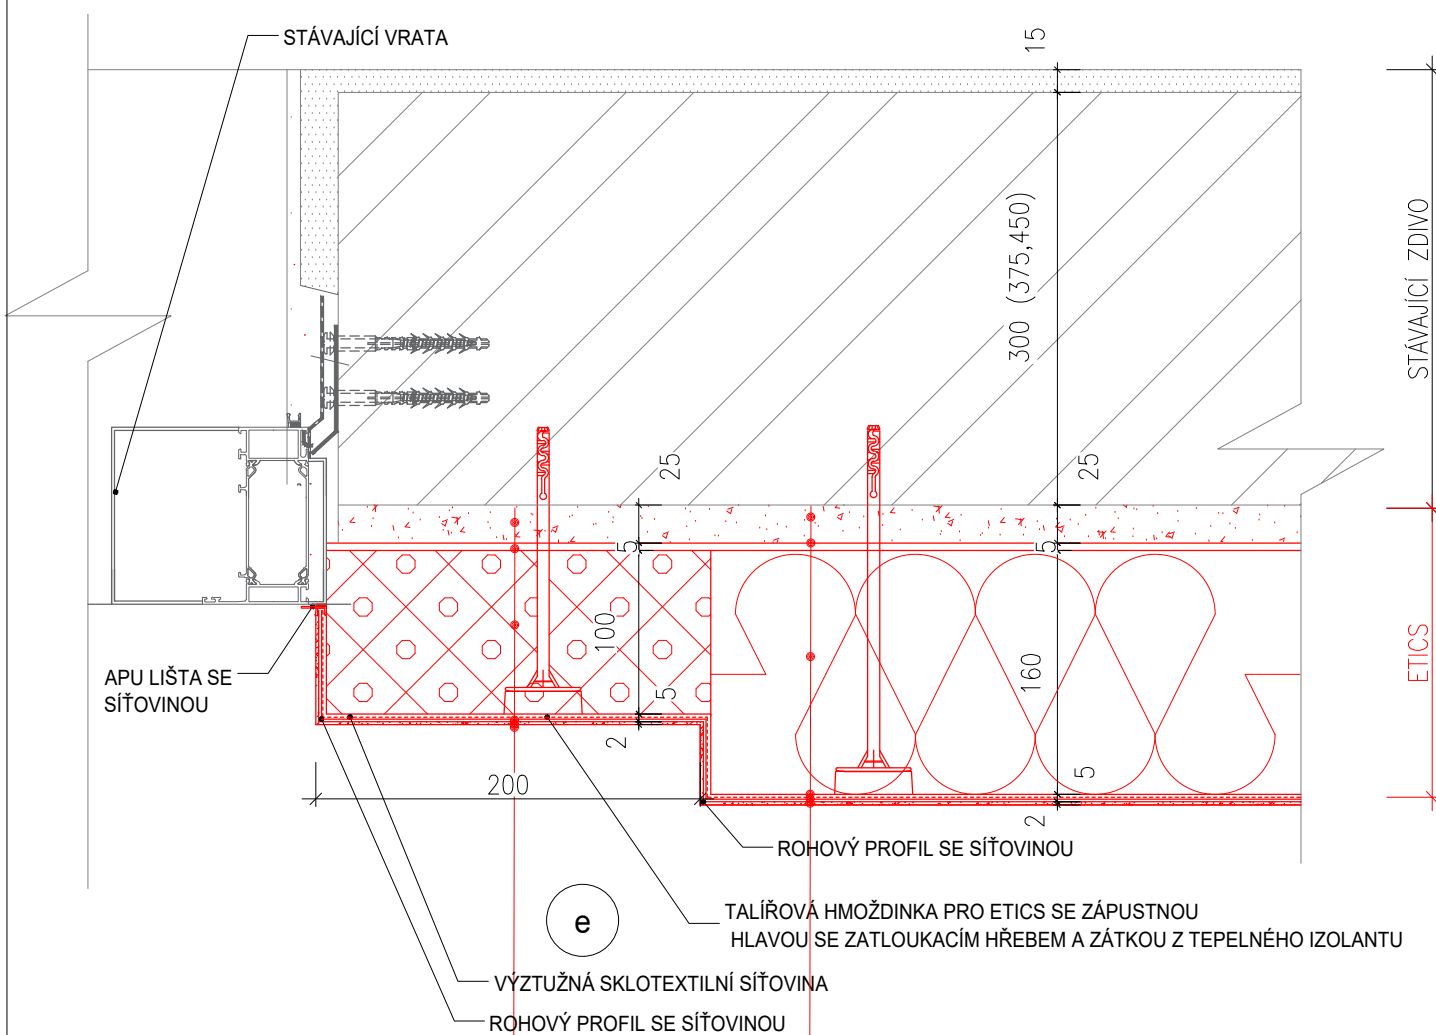 STÁVAJÍCÍ VRATA
15
300 (375,450)
STÁVAJÍCÍ ZDIVO
25
25
5
5
100
160
ETICS
APU LIŠTA SE
SÍŤOVINOU
5
2
5
2
200
ROHOVÝ PROFIL SE SÍŤOVINOU
e
TALÍŘOVÁ HMOŽDINKA PRO ETICS SE ZÁPUSTNOU
HLAVOU SE ZATLOUKACÍM HŘEBEM A ZÁTKOU Z TEPELNÉHO IZOLANTU
VÝZTUŽNÁ SKLOTEXTILNÍ SÍŤOVINA
ROHOVÝ PROFIL SE SÍŤOVINOU